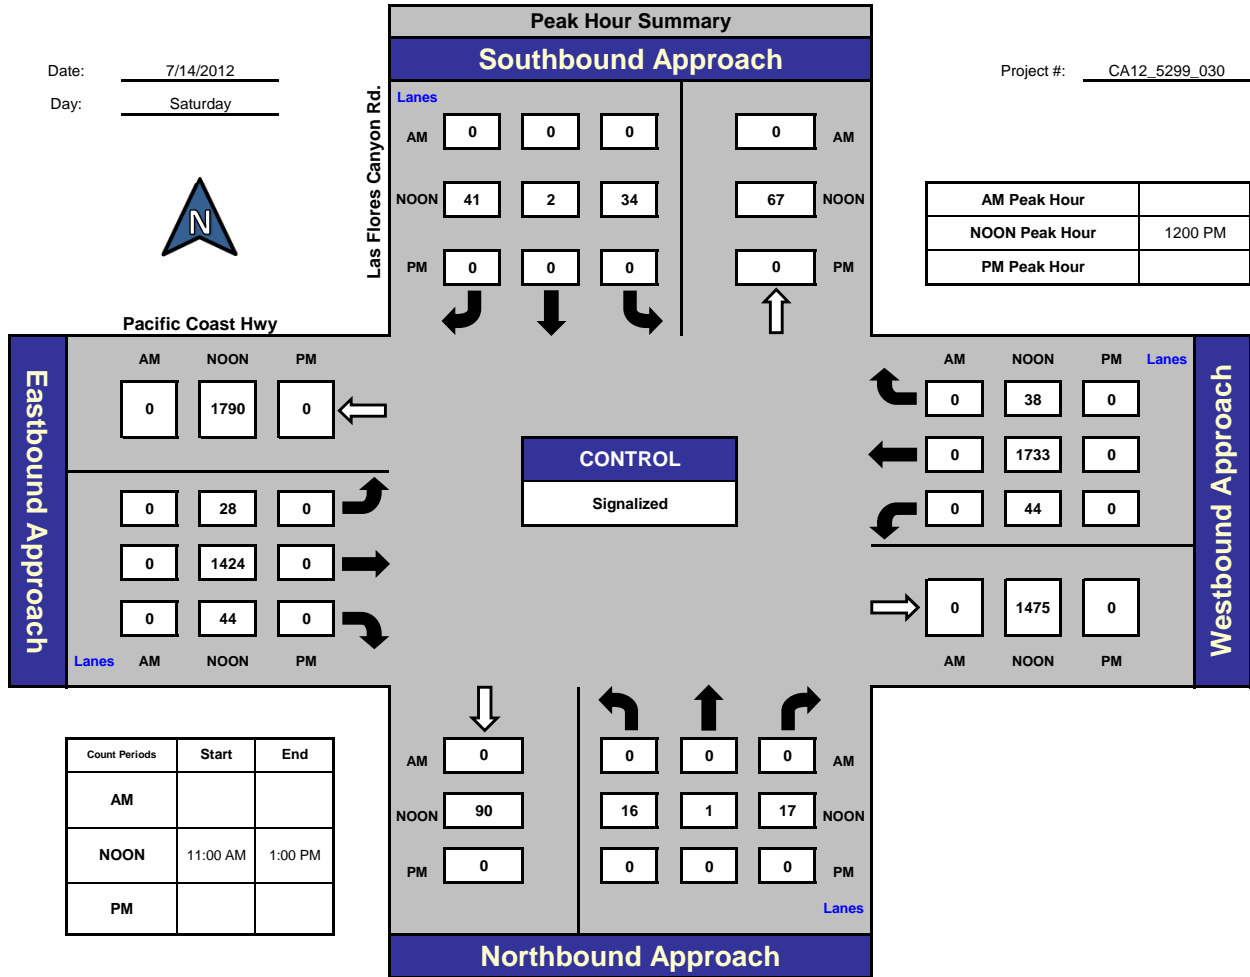 Peak Hour Summary
Southbound Approach
Date: 7/14/2012
Project #: CA12_5299_030
Day: Saturday
Las Flores Canyon Rd.
Lanes
AM 0 0 0 0 AM
NOON 41 2 34 67 NOON
PM 0 0 0 0 PM
N
AM Peak Hour
NOON Peak Hour 1200 PM
PM Peak Hour
Pacific Coast Hwy
Eastbound Approach
AM NOON PM
0 1790 0
0 28 0
0 1424 0
0 44 0
Lanes AM NOON PM
CONTROL
Signalized
AM NOON PM Lanes
0 38 0
0 1733 0
0 44 0
0 1475 0
AM NOON PM
Westbound Approach
Count Periods Start End
AM
NOON 11:00 AM 1:00 PM
PM
AM 0 0 0 0 AM
NOON 90 16 1 17 NOON
PM 0 0 0 0 PM
Lanes
Northbound Approach